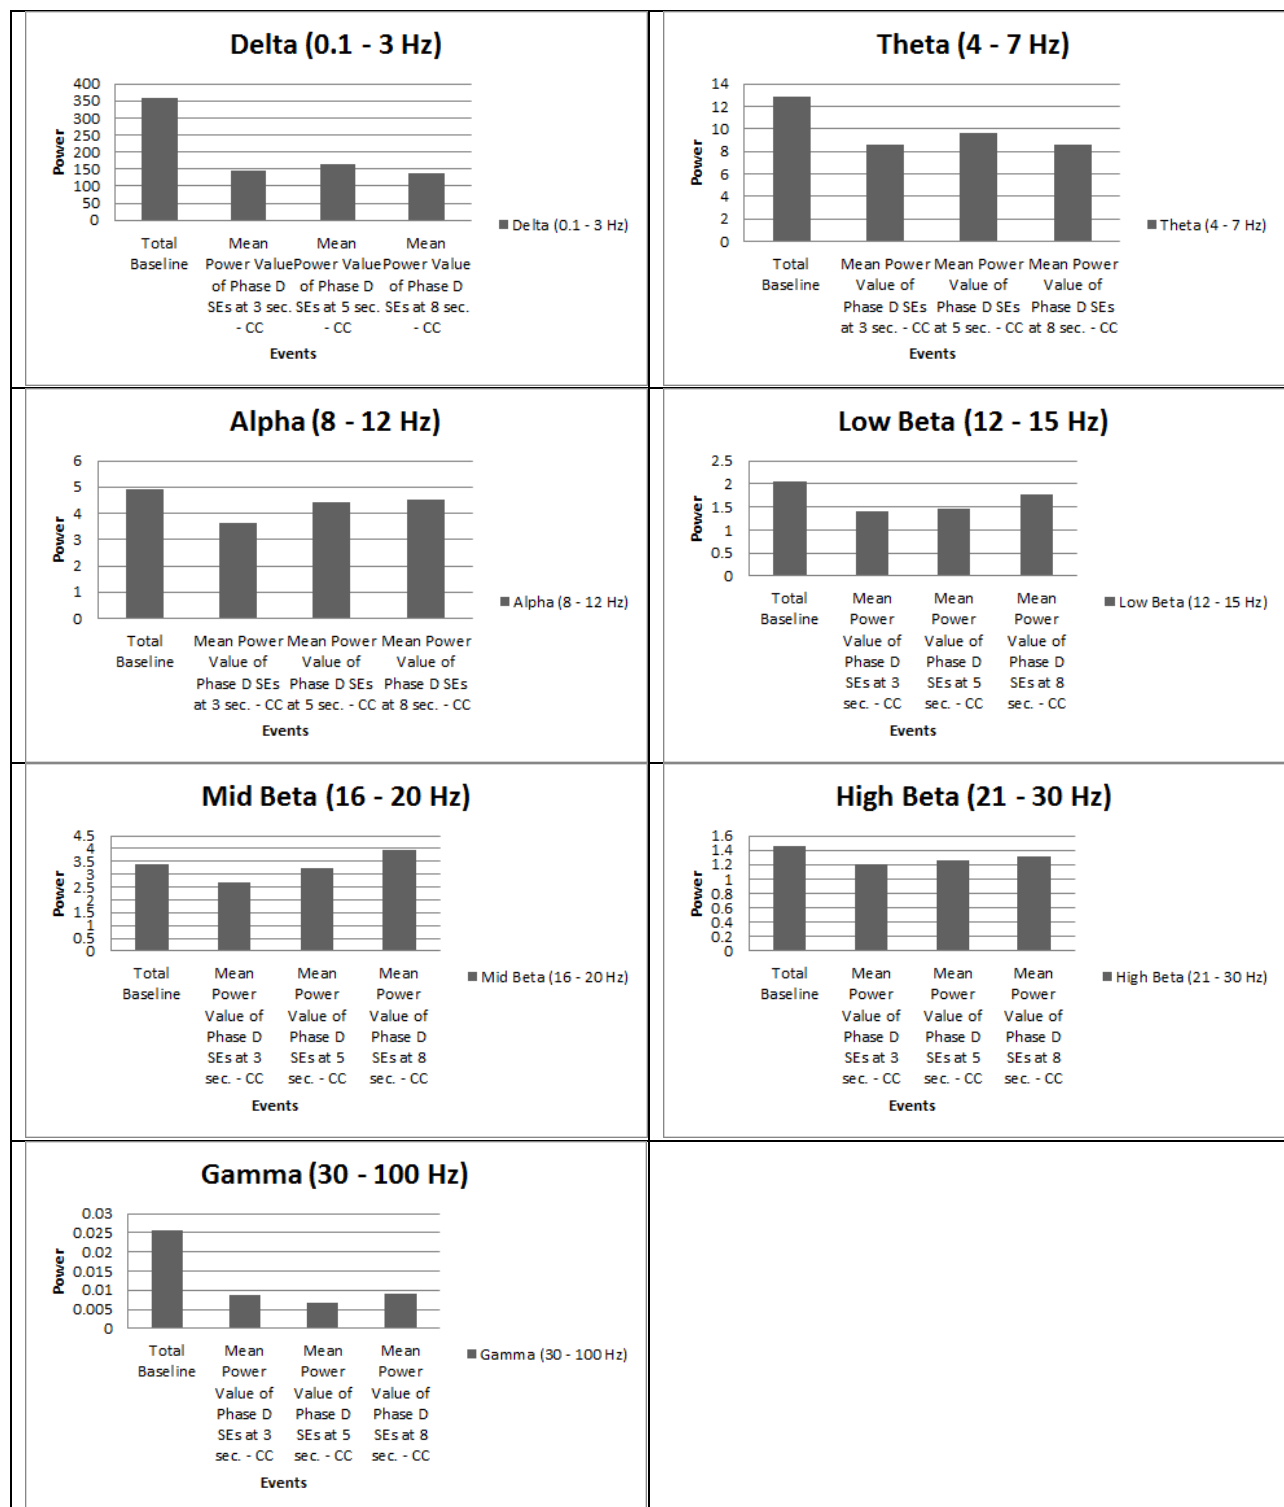 Delta (0.1 - 3 Hz)
400
350
300
250
200
150
100
50
0
Power
Total Baseline
Mean Power Value of Phase D SEs at 3 sec. - CC
Mean Power Value of Phase D SEs at 5 sec. - CC
Mean Power Value of Phase D SEs at 8 sec. - CC
Events
Delta (0.1 - 3 Hz)
Theta (4 - 7 Hz)
14
12
10
8
6
4
2
0
Power
Total Baseline
Mean Power Value of Phase D SEs at 3 sec. - CC
Mean Power Value of Phase D SEs at 5 sec. - CC
Mean Power Value of Phase D SEs at 8 sec. - CC
Events
Theta (4 - 7 Hz)
Alpha (8 - 12 Hz)
6
5
4
3
2
1
0
Power
Total Baseline
Mean Power Value of Phase D SEs at 3 sec. - CC
Mean Power Value of Phase D SEs at 5 sec. - CC
Mean Power Value of Phase D SEs at 8 sec. - CC
Events
Alpha (8 - 12 Hz)
Low Beta (12 - 15 Hz)
2.5
2
1.5
1
0.5
0
Power
Total Baseline
Mean Power Value of Phase D SEs at 3 sec. - CC
Mean Power Value of Phase D SEs at 5 sec. - CC
Mean Power Value of Phase D SEs at 8 sec. - CC
Events
Low Beta (12 - 15 Hz)
Mid Beta (16 - 20 Hz)
4.5
4
3.5
3
2.5
2
1.5
1
0.5
0
Power
Total Baseline
Mean Power Value of Phase D SEs at 3 sec. - CC
Mean Power Value of Phase D SEs at 5 sec. - CC
Mean Power Value of Phase D SEs at 8 sec. - CC
Events
Mid Beta (16 - 20 Hz)
High Beta (21 - 30 Hz)
1.6
1.4
1.2
1
0.8
0.6
0.4
0.2
0
Power
Total Baseline
Mean Power Value of Phase D SEs at 3 sec. - CC
Mean Power Value of Phase D SEs at 5 sec. - CC
Mean Power Value of Phase D SEs at 8 sec. - CC
Events
High Beta (21 - 30 Hz)
Gamma (30 - 100 Hz)
0.03
0.025
0.02
0.015
0.01
0.005
0
Power
Total Baseline
Mean Power Value of Phase D SEs at 3 sec. - CC
Mean Power Value of Phase D SEs at 5 sec. - CC
Mean Power Value of Phase D SEs at 8 sec. - CC
Events
Gamma (30 - 100 Hz)